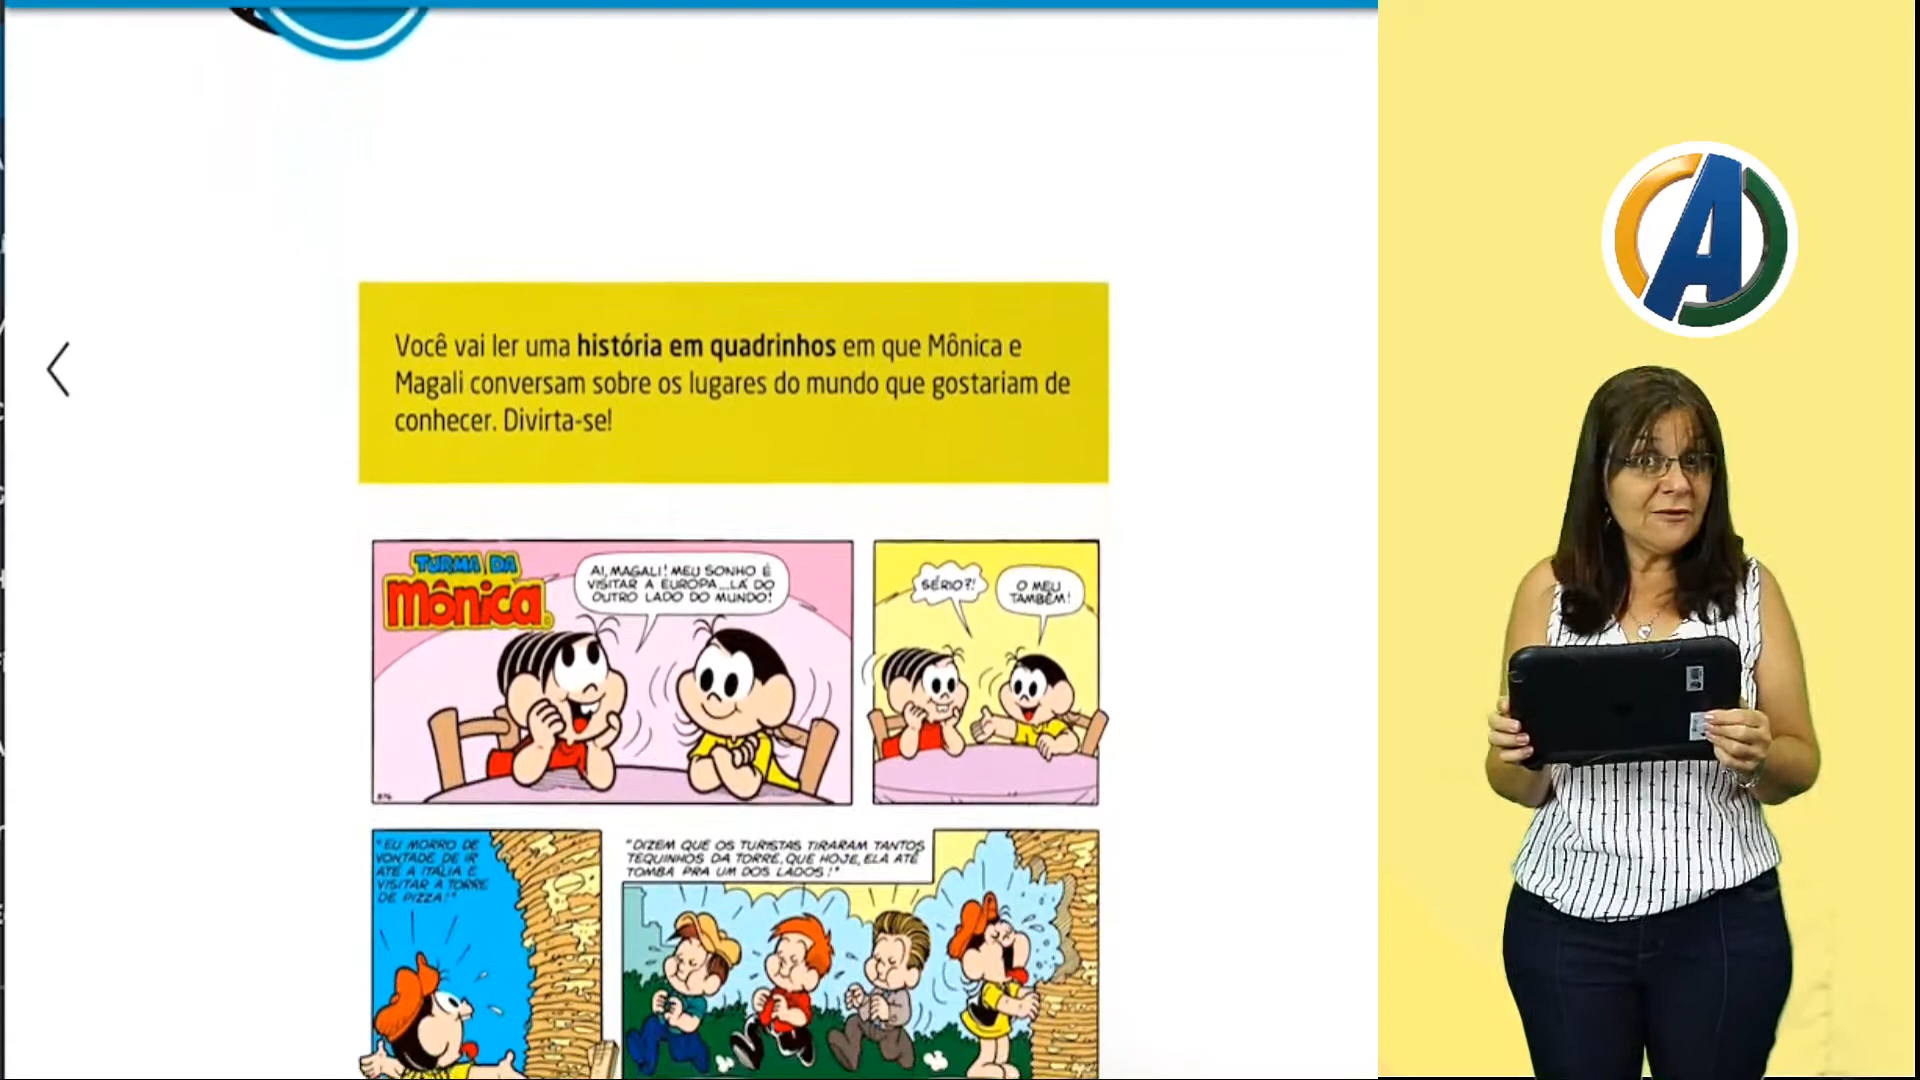 Você vai ler uma história em quadrinhos em que Mônica e
Magali conversam sobre os lugares do mundo que gostariam de
conhecer. Divirta-se!
TURMA DA
Mônica
AI, MAGALI! MEU SONHO É
VISITAR A EUROPA...LÁ DO
OUTRO LADO DO MUNDO!
SÉRIO?!
O MEU
TAMBÉM!
"EU MORRO DE
VONTADE DE IR
ATÉ A ITÁLIA E
VISITAR A TORRE
DE PIZZA!"
"DIZEM QUE OS TURISTAS TIRARAM TANTOS
TEQUINHOS DA TORRE, QUE HOJE, ELA ATÉ
TOMBA PRA UM DOS LADOS!"
A